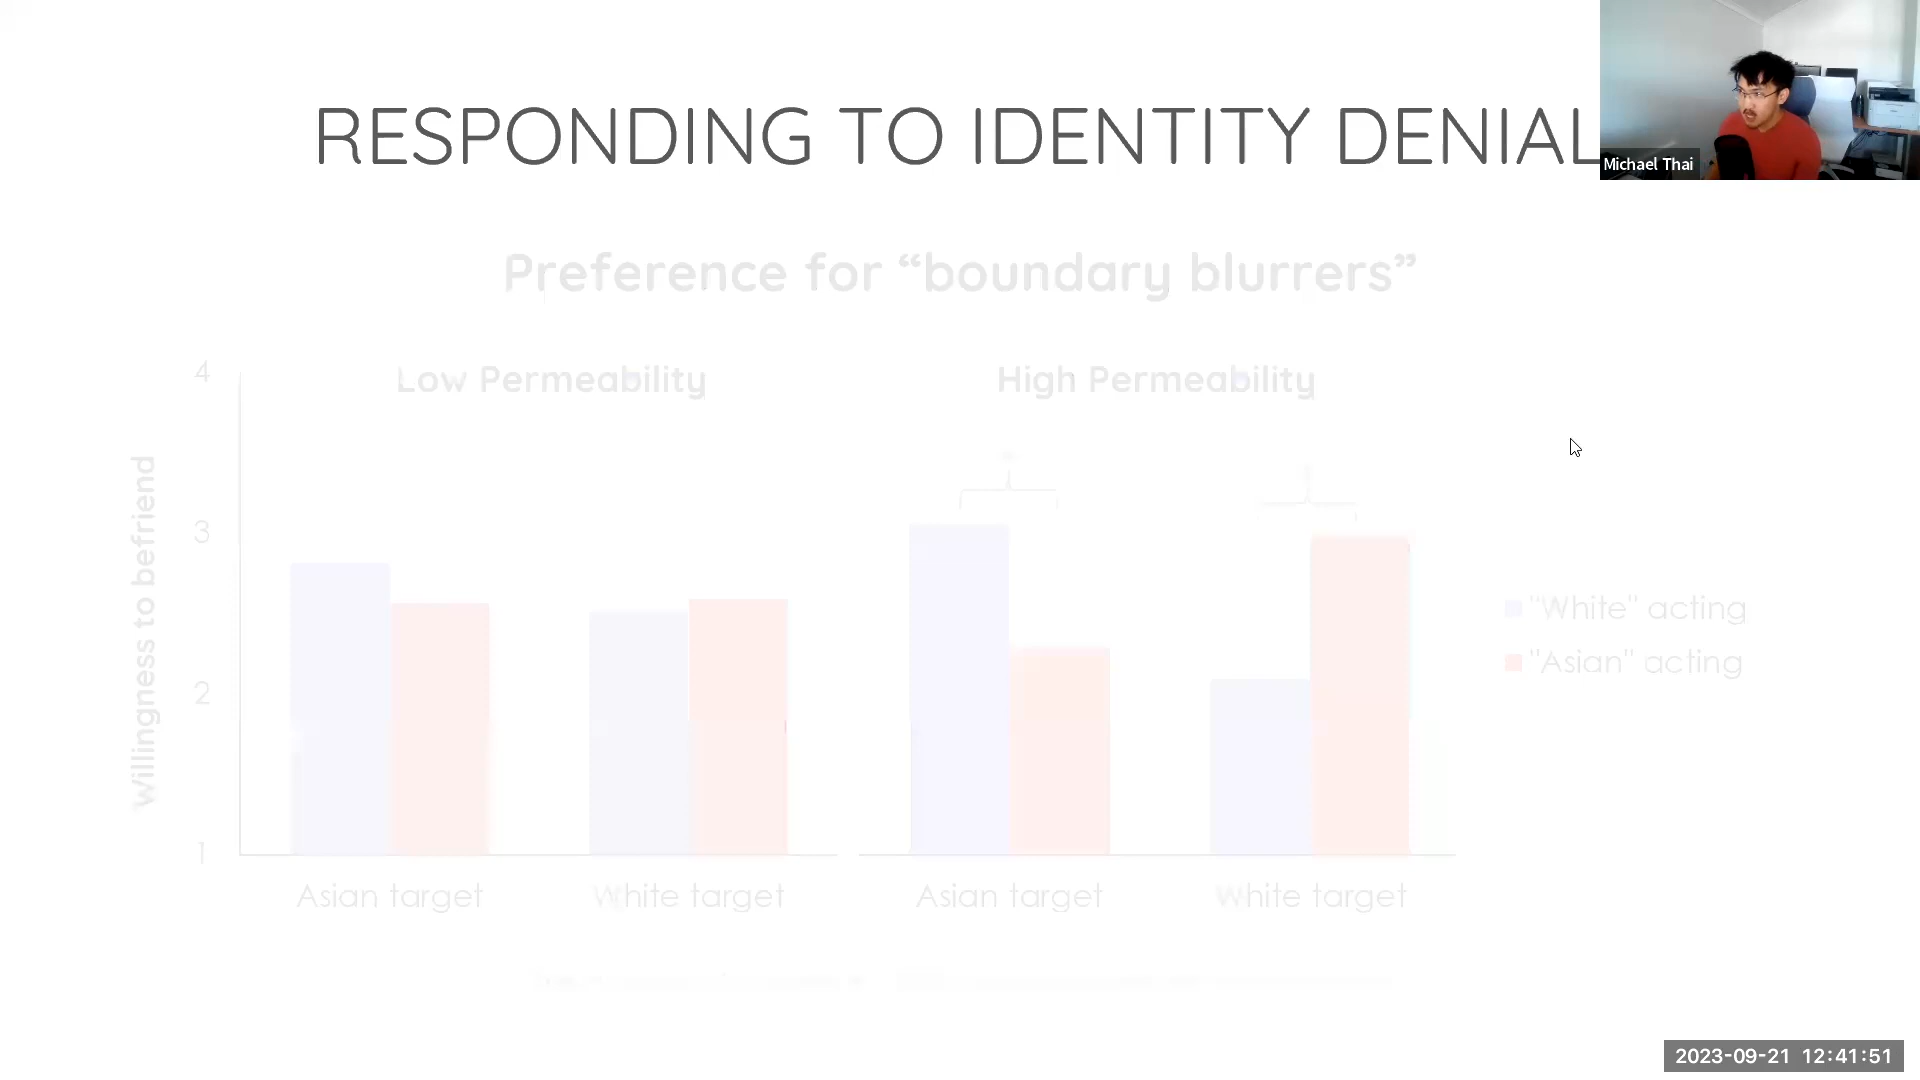 RESPONDING TO IDENTITY DENIAL
Michael Thai
Preference for “boundary blurrers”
Low Permeability
High Permeability
Willingness to befriend
4
3
2
1
"White" acting
"Asian" acting
Asian target
White target
Asian target
White target
2023-09-21 12:41:51